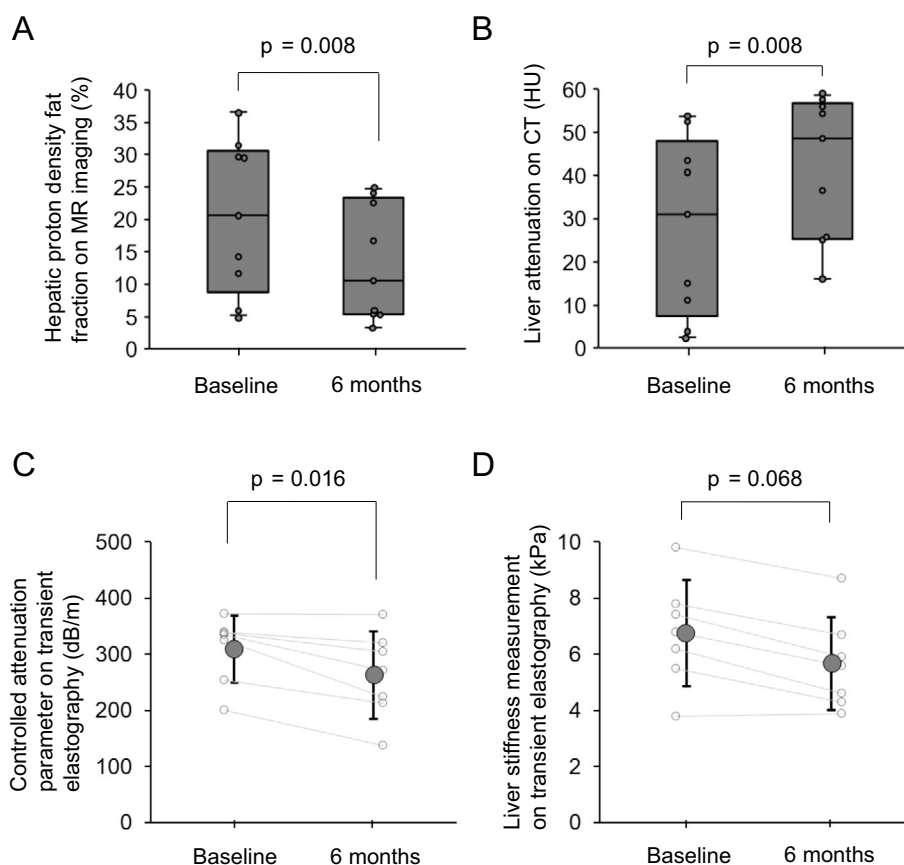 A
p = 0.008
Hepatic proton density fat
fraction on MR imaging (%)
40
35
30
25
20
15
10
5
0
Baseline
6 months
B
p = 0.008
Liver attenuation on CT (HU)
60
50
40
30
20
10
0
Baseline
6 months
C
p = 0.016
Controlled attenuation
parameter on transient
elastography (dB/m)
500
400
300
200
100
0
Baseline
6 months
D
p = 0.068
Liver stiffness measurement
on transient elastography (kPa)
10
8
6
4
2
0
Baseline
6 months